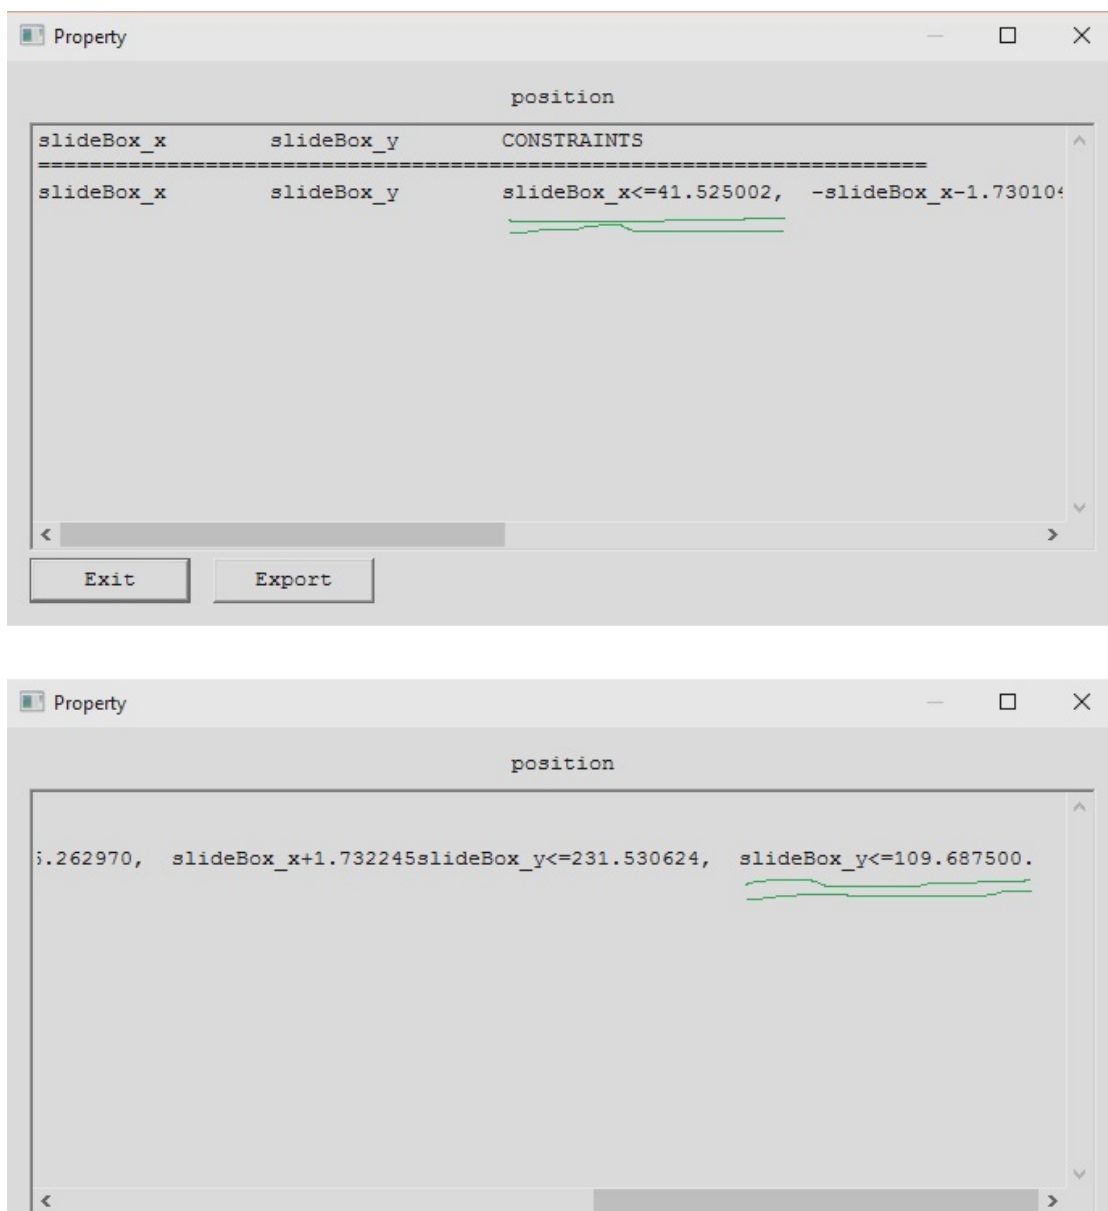 Property
position
slideBox_x slideBox_y CONSTRAINTS
=====================================================================
slideBox_x slideBox_y slideBox_x<=41.525002, -slideBox_x-1.730104
Exit Export
Property
position
5.262970, slideBox_x+1.732245slideBox_y<=231.530624, slideBox_y<=109.687500.